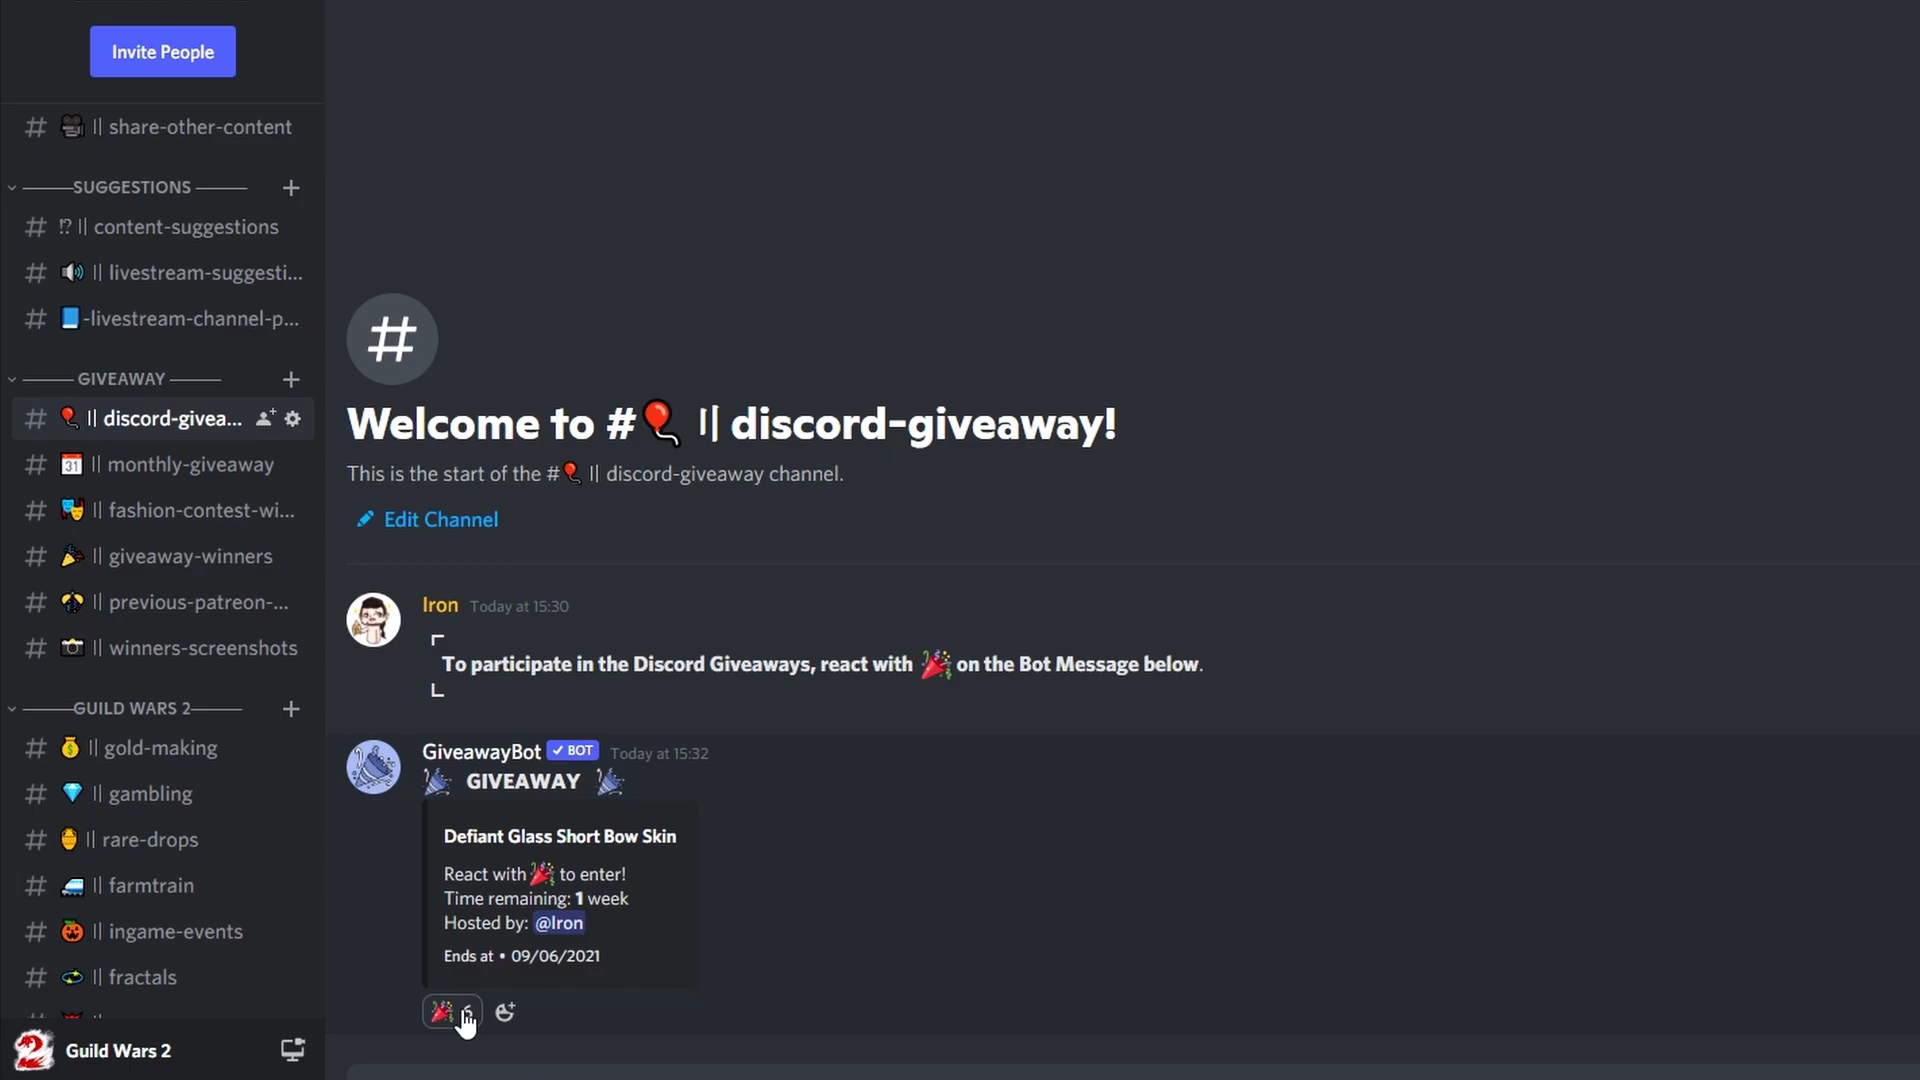 Invite People
|| share-other-content
SUGGESTIONS
⁉ || content-suggestions
|| livestream-suggesti...
-livestream-channel-p...
GIVEAWAY
|| discord-givea...
|| monthly-giveaway
|| fashion-contest-wi...
|| giveaway-winners
|| previous-patreon-...
|| winners-screenshots
GUILD WARS 2
|| gold-making
|| gambling
|| rare-drops
|| farmtrain
|| ingame-events
|| fractals
Guild Wars 2
#
Welcome to #🎈 || discord-giveaway!
This is the start of the #🎈 || discord-giveaway channel.
Edit Channel
Iron Today at 15:30
To participate in the Discord Giveaways, react with 🎉 on the Bot Message below.
GiveawayBot ✓ BOT Today at 15:32
🎉 GIVEAWAY 🎉
Defiant Glass Short Bow Skin
React with 🎉 to enter!
Time remaining: 1 week
Hosted by: @Iron
Ends at • 09/06/2021